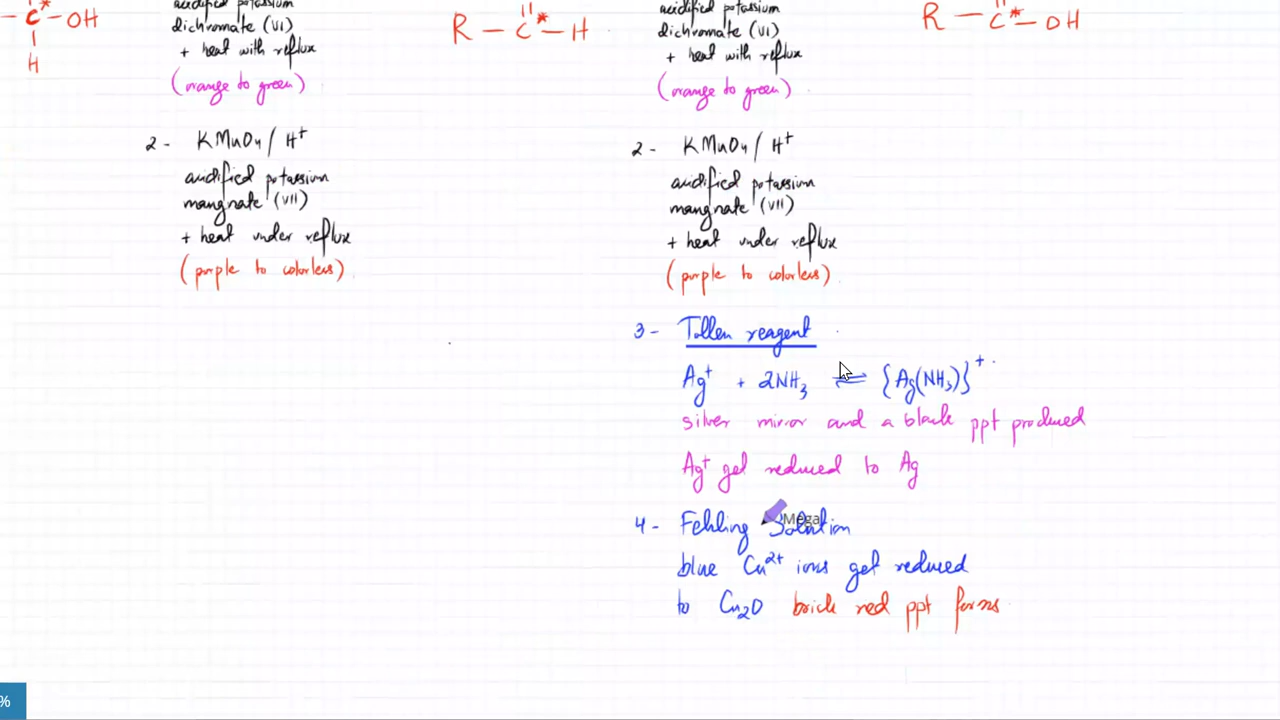 C* - OH
H
acidified potassium
dichromate (VI)
+ heat with reflux
(orange to green)
2 - KMnO4 / H+
acidified potassium
mangnate (VII)
+ heat under reflux
(purple to colorless)
R - C* - H
acidified potassium
dichromate (VI)
+ heat with reflux
(orange to green)
2 - KMnO4 / H+
acidified potassium
mangnate (VII)
+ heat under reflux
(purple to colorless)
3 - Tollen reagent
Ag+ + 2NH3 ⇌ {Ag(NH3)}+
silver mirror and a black ppt produced
Ag+ get reduced to Ag
4 - Fehling Solution
Mega
blue Cu2+ ions get reduced
to Cu2O brick red ppt forms
R - C* - OH
%